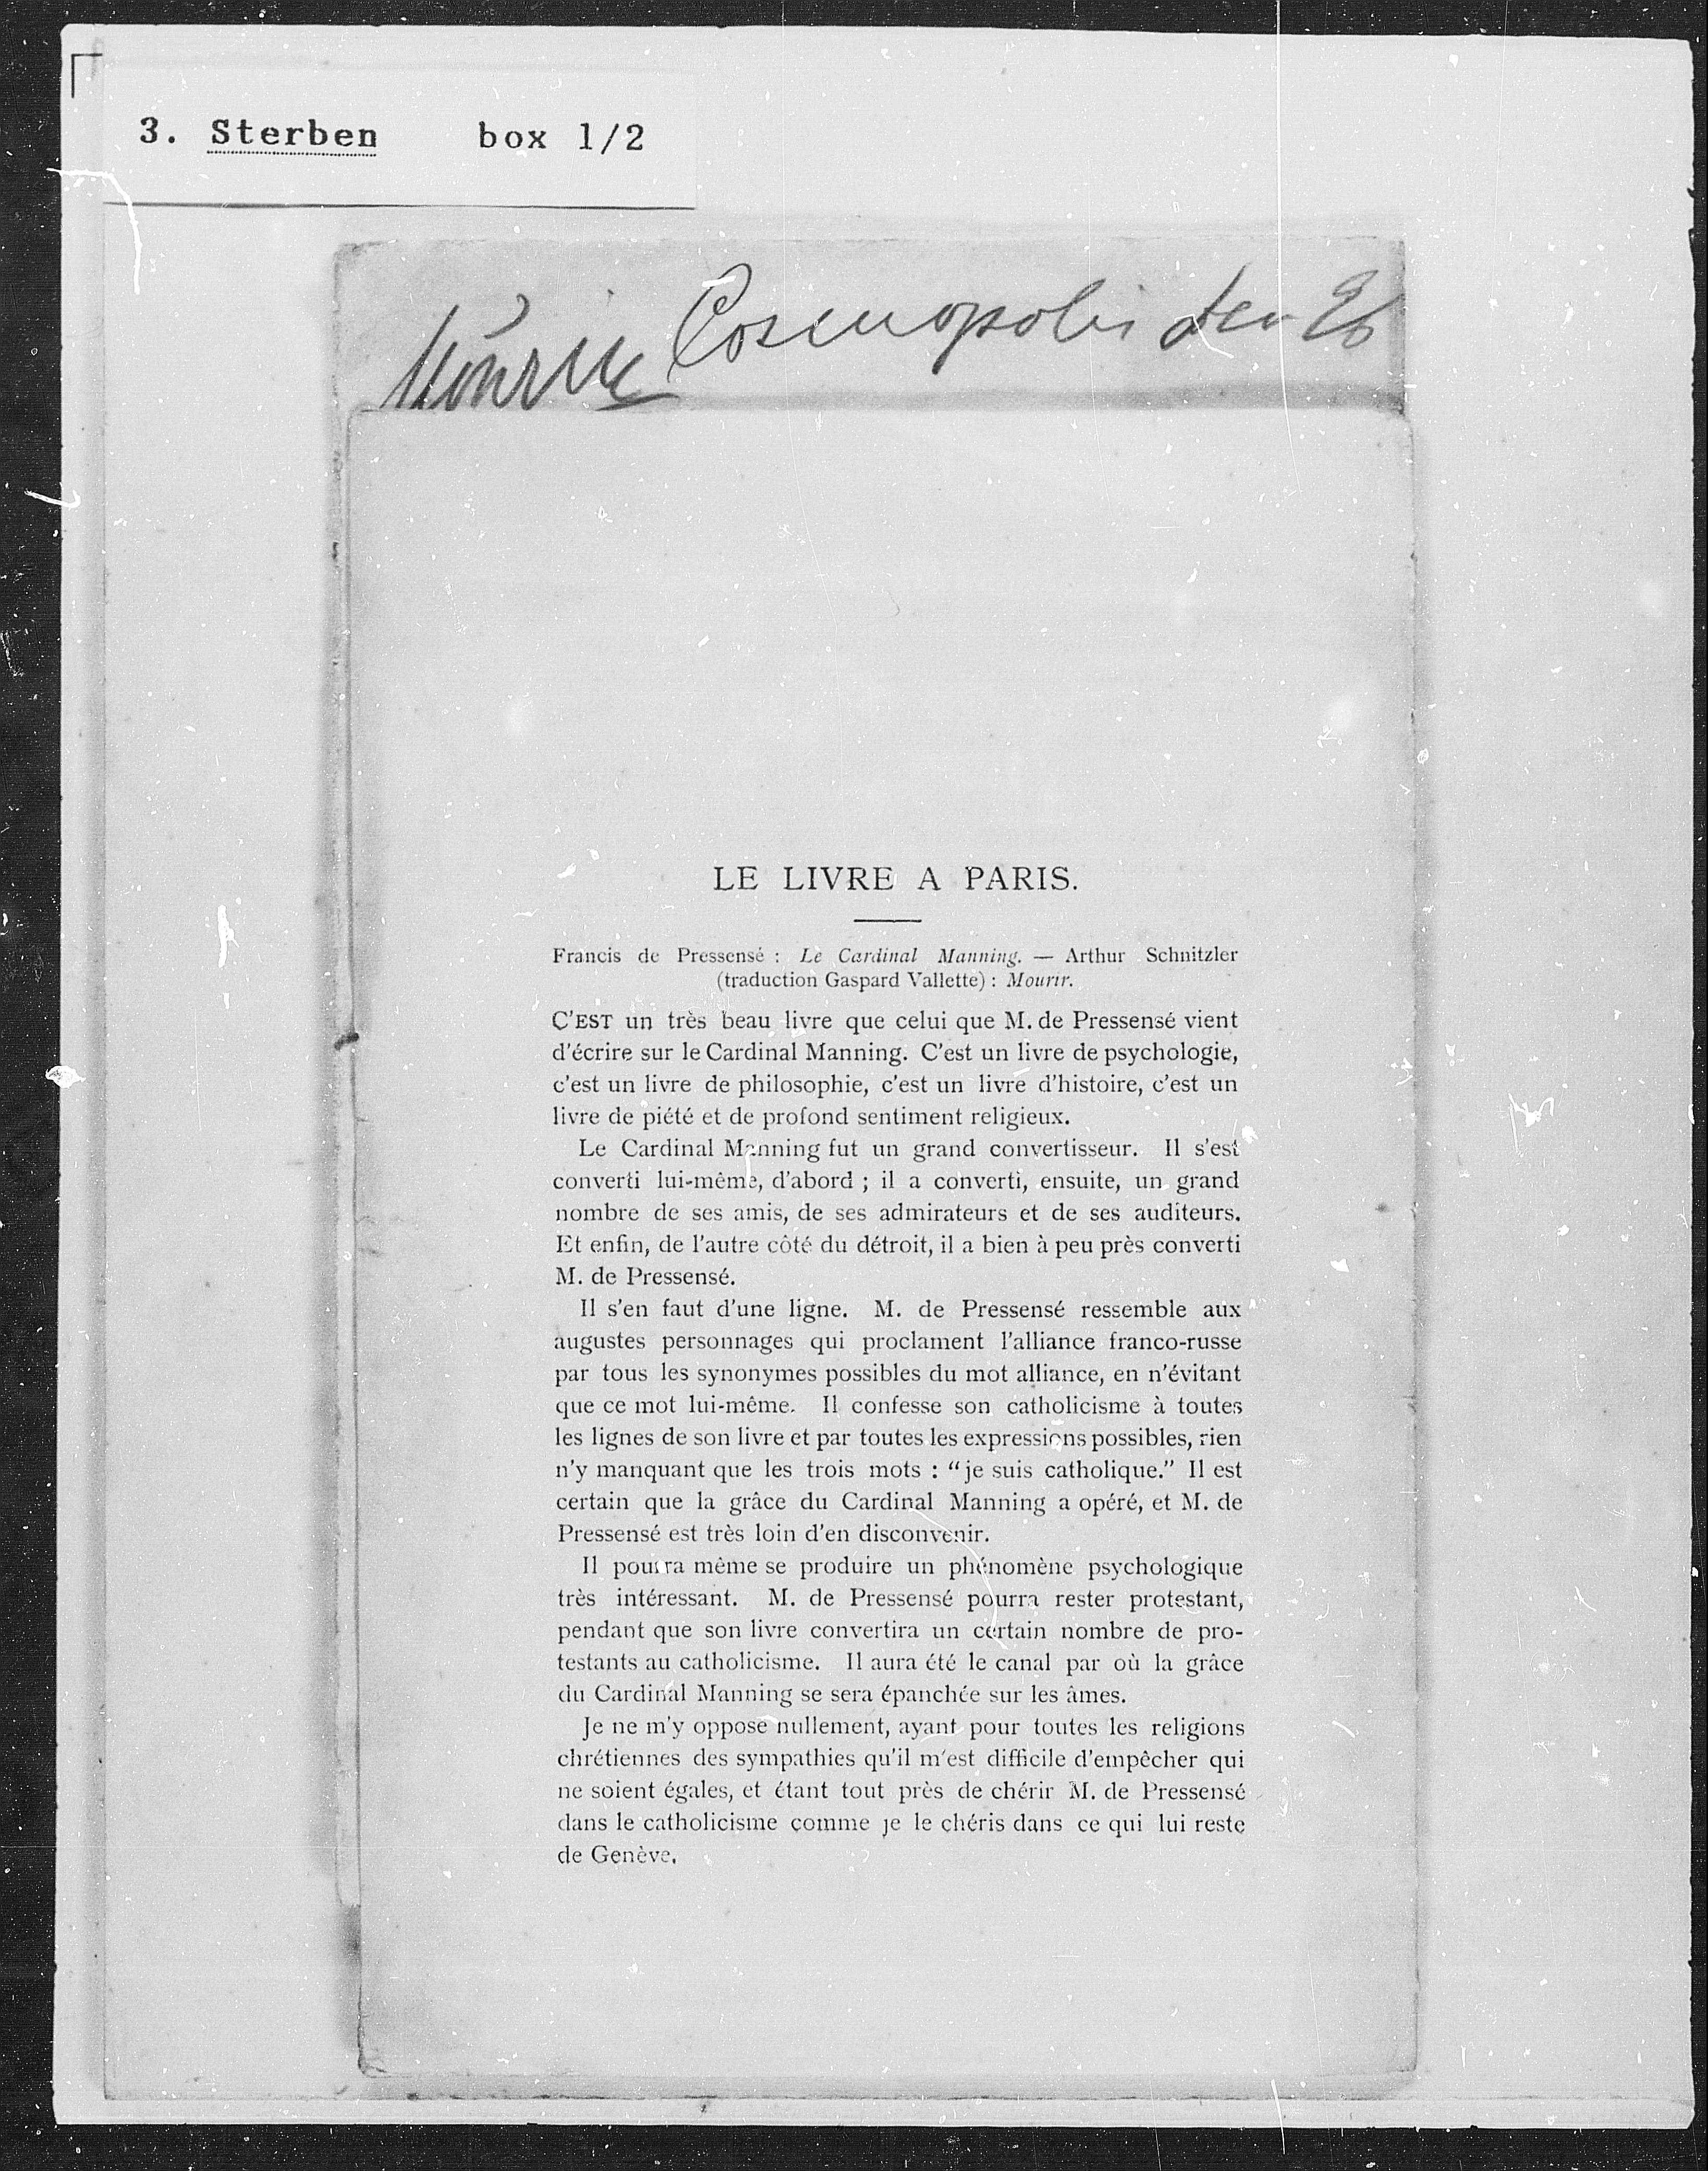 3. Sterben box 1/2
Mourir Cosmopolis
LE LIVRE A PARIS.
Francis de Pressensé : Le Cardinal Manning. — Arthur Schnitzler
(traduction Gaspard Vallette) : Mourir.
C'EST un très beau livre que celui que M. de Pressensé vient
d'écrire sur le Cardinal Manning. C'est un livre de psychologie,
c'est un livre de philosophie, c'est un livre d'histoire, c'est un
livre de piété et de profond sentiment religieux.
Le Cardinal Manning fut un grand convertisseur. Il s'est
converti lui-même, d'abord ; il a converti, ensuite, un grand
nombre de ses amis, de ses admirateurs et de ses auditeurs.
Et enfin, de l'autre côté du détroit, il a bien à peu près converti
M. de Pressensé.
Il s'en faut d'une ligne. M. de Pressensé ressemble aux
augustes personnages qui proclament l'alliance franco-russe
par tous les synonymes possibles du mot alliance, en n'évitant
que ce mot lui-même. Il confesse son catholicisme à toutes
les lignes de son livre et par toutes les expressions possibles, rien
n'y manquant que les trois mots : “je suis catholique.” Il est
certain que la grâce du Cardinal Manning a opéré, et M. de
Pressensé est très loin d'en disconvenir.
Il pourra même se produire un phénomène psychologique
très intéressant. M. de Pressensé pourra rester protestant,
pendant que son livre convertira un certain nombre de pro-
testants au catholicisme. Il aura été le canal par où la grâce
du Cardinal Manning se sera épanchée sur les âmes.
Je ne m'y oppose nullement, ayant pour toutes les religions
chrétiennes des sympathies qu'il m'est difficile d'empêcher qui
ne soient égales, et étant tout près de chérir M. de Pressensé
dans le catholicisme comme je le chéris dans ce qui lui reste
de Genève.